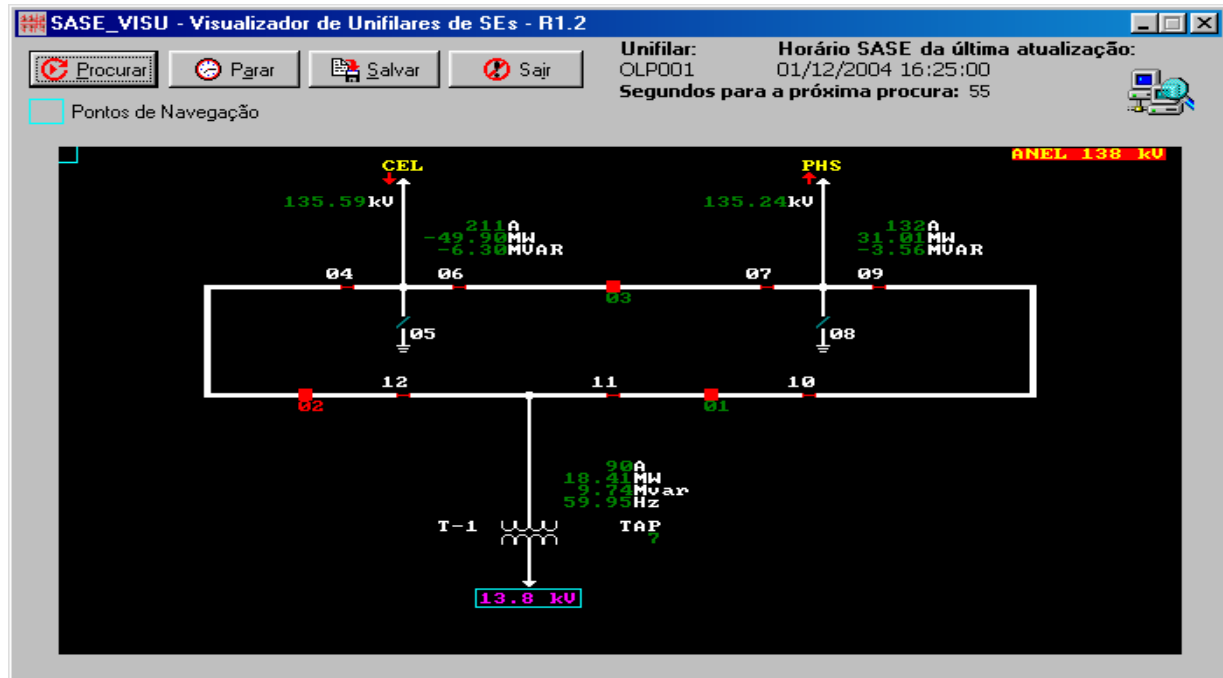 SASE_VISU - Visualizador de Unifilares de SEs - R1.2
Procurar Parar Salvar Sair
Unifilar: Horário SASE da última atualização:
OLP001 01/12/2004 16:25:00
Segundos para a próxima procura: 55
Pontos de Navegação
ANEL 138 kV
CEL PHS
135.59kV 135.24kV
211A 132A
-49.90MW 31.01MW
-6.30MVAR -3.56MVAR
04 06 07 09
03
05 08
12 11 10
02 01
90A
18.41MW
-9.74Mvar
59.95Hz
T-1 TAP
7
13.8 kV